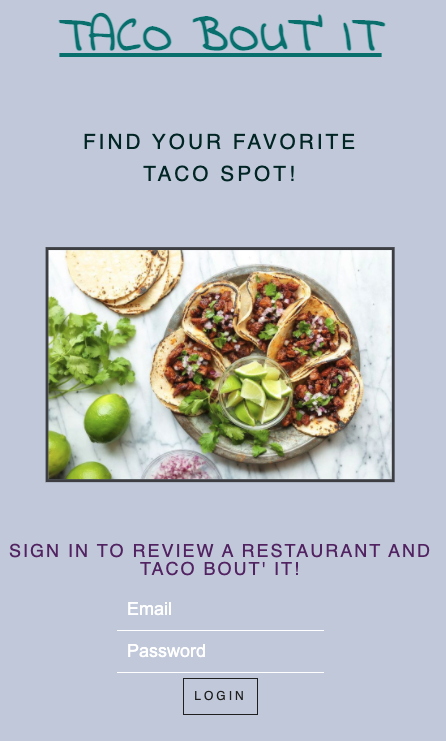 TACO BOUT' IT
FIND YOUR FAVORITE
TACO SPOT!
SIGN IN TO REVIEW A RESTAURANT AND
TACO BOUT' IT!
Email
Password
LOGIN